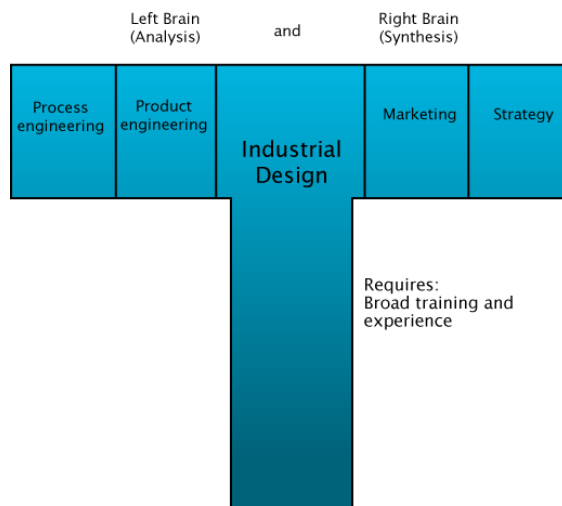 Left Brain
(Analysis)
and
Right Brain
(Synthesis)
Process
engineering
Product
engineering
Industrial
Design
Marketing
Strategy
Requires:
Broad training and
experience